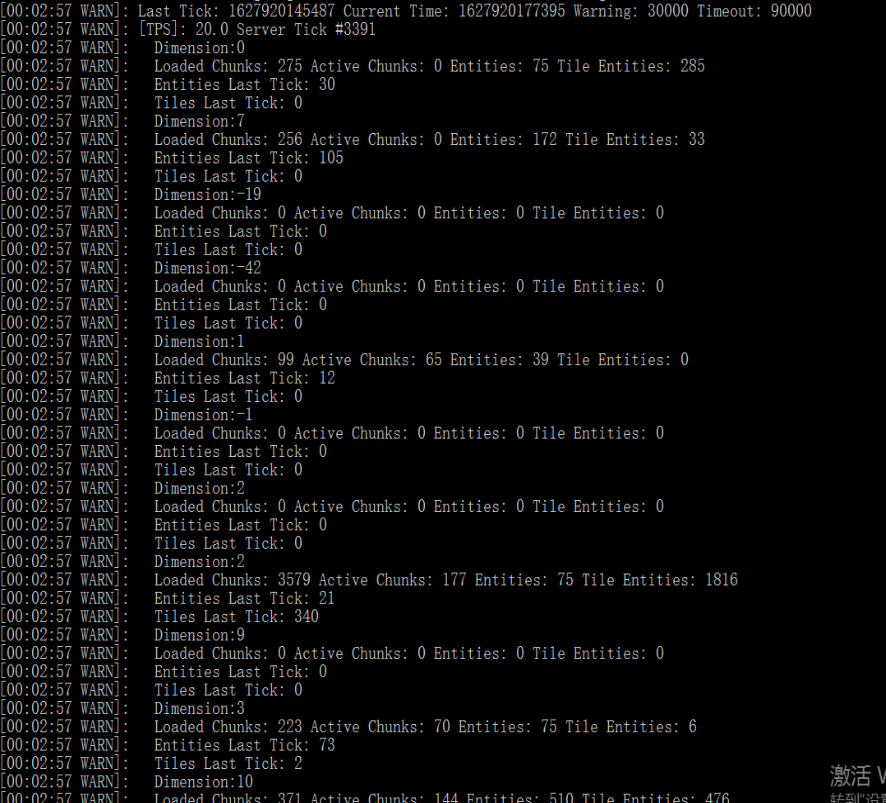 [00:02:57 WARN]: Last Tick: 1627920145487 Current Time: 1627920177395 Warning: 30000 Timeout: 90000
[00:02:57 WARN]: [TPS]: 20.0 Server Tick #3391
[00:02:57 WARN]:   Dimension:0
[00:02:57 WARN]:   Loaded Chunks: 275 Active Chunks: 0 Entities: 75 Tile Entities: 285
[00:02:57 WARN]:   Entities Last Tick: 30
[00:02:57 WARN]:   Tiles Last Tick: 0
[00:02:57 WARN]:   Dimension:7
[00:02:57 WARN]:   Loaded Chunks: 256 Active Chunks: 0 Entities: 172 Tile Entities: 33
[00:02:57 WARN]:   Entities Last Tick: 105
[00:02:57 WARN]:   Tiles Last Tick: 0
[00:02:57 WARN]:   Dimension:-19
[00:02:57 WARN]:   Loaded Chunks: 0 Active Chunks: 0 Entities: 0 Tile Entities: 0
[00:02:57 WARN]:   Entities Last Tick: 0
[00:02:57 WARN]:   Tiles Last Tick: 0
[00:02:57 WARN]:   Dimension:-42
[00:02:57 WARN]:   Loaded Chunks: 0 Active Chunks: 0 Entities: 0 Tile Entities: 0
[00:02:57 WARN]:   Entities Last Tick: 0
[00:02:57 WARN]:   Tiles Last Tick: 0
[00:02:57 WARN]:   Dimension:1
[00:02:57 WARN]:   Loaded Chunks: 99 Active Chunks: 65 Entities: 39 Tile Entities: 0
[00:02:57 WARN]:   Entities Last Tick: 12
[00:02:57 WARN]:   Tiles Last Tick: 0
[00:02:57 WARN]:   Dimension:-1
[00:02:57 WARN]:   Loaded Chunks: 0 Active Chunks: 0 Entities: 0 Tile Entities: 0
[00:02:57 WARN]:   Entities Last Tick: 0
[00:02:57 WARN]:   Tiles Last Tick: 0
[00:02:57 WARN]:   Dimension:2
[00:02:57 WARN]:   Loaded Chunks: 0 Active Chunks: 0 Entities: 0 Tile Entities: 0
[00:02:57 WARN]:   Entities Last Tick: 0
[00:02:57 WARN]:   Tiles Last Tick: 0
[00:02:57 WARN]:   Dimension:2
[00:02:57 WARN]:   Loaded Chunks: 3579 Active Chunks: 177 Entities: 75 Tile Entities: 1816
[00:02:57 WARN]:   Entities Last Tick: 21
[00:02:57 WARN]:   Tiles Last Tick: 340
[00:02:57 WARN]:   Dimension:9
[00:02:57 WARN]:   Loaded Chunks: 0 Active Chunks: 0 Entities: 0 Tile Entities: 0
[00:02:57 WARN]:   Entities Last Tick: 0
[00:02:57 WARN]:   Tiles Last Tick: 0
[00:02:57 WARN]:   Dimension:3
[00:02:57 WARN]:   Loaded Chunks: 223 Active Chunks: 70 Entities: 75 Tile Entities: 6
[00:02:57 WARN]:   Entities Last Tick: 73
[00:02:57 WARN]:   Tiles Last Tick: 2
[00:02:57 WARN]:   Dimension:10
[00:02:57 WARN]:   Loaded Chunks: 371 Active Chunks: 144 Entities: 510 Tile Entities: 476
激活